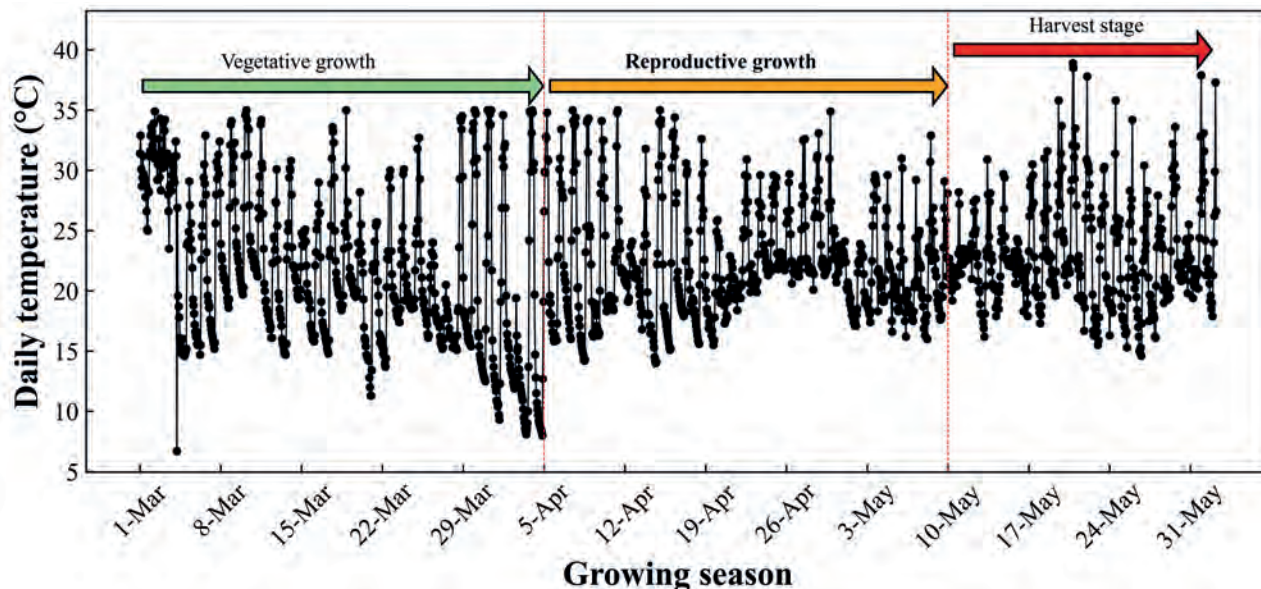 Harvest stage
Vegetative growth
Reproductive growth
Daily temperature (°C)
40
35
30
25
20
15
10
5
1-Mar
8-Mar
15-Mar
22-Mar
29-Mar
5-Apr
12-Apr
19-Apr
26-Apr
3-May
10-May
17-May
24-May
31-May
Growing season